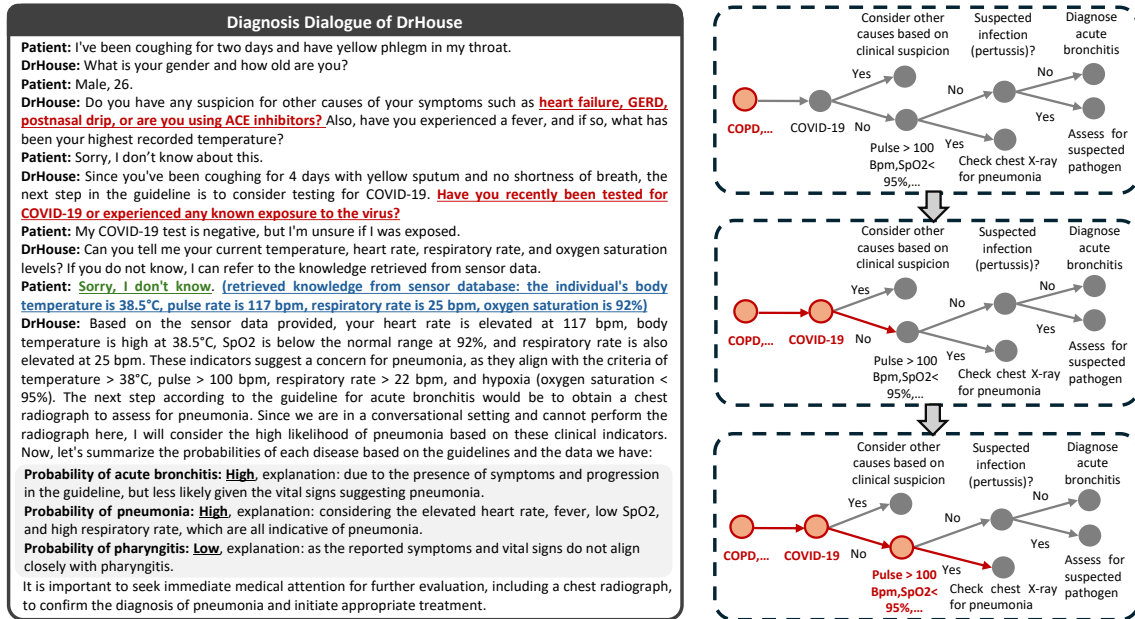 Diagnosis Dialogue of DrHouse
Patient: I've been coughing for two days and have yellow phlegm in my throat.
DrHouse: What is your gender and how old are you?
Patient: Male, 26.
DrHouse: Do you have any suspicion for other causes of your symptoms such as heart failure, GERD,
postnasal drip, or are you using ACE inhibitors? Also, have you experienced a fever, and if so, what has
been your highest recorded temperature?
Patient: Sorry, I don't know about this.
DrHouse: Since you've been coughing for 4 days with yellow sputum and no shortness of breath, the
next step in the guideline is to consider testing for COVID-19. Have you recently been tested for
COVID-19 or experienced any known exposure to the virus?
Patient: My COVID-19 test is negative, but I'm unsure if I was exposed.
DrHouse: Can you tell me your current temperature, heart rate, respiratory rate, and oxygen saturation
levels? If you do not know, I can refer to the knowledge retrieved from sensor data.
Patient: Sorry, I don't know. (retrieved knowledge from sensor database: the individual's body
temperature is 38.5°C, pulse rate is 117 bpm, respiratory rate is 25 bpm, oxygen saturation is 92%)
DrHouse: Based on the sensor data provided, your heart rate is elevated at 117 bpm, body
temperature is high at 38.5°C, SpO2 is below the normal range at 92%, and respiratory rate is also
elevated at 25 bpm. These indicators suggest a concern for pneumonia, as they align with the criteria of
temperature > 38°C, pulse > 100 bpm, respiratory rate > 22 bpm, and hypoxia (oxygen saturation <
95%). The next step according to the guideline for acute bronchitis would be to obtain a chest
radiograph to assess for pneumonia. Since we are in a conversational setting and cannot perform the
radiograph here, I will consider the high likelihood of pneumonia based on these clinical indicators.
Now, let's summarize the probabilities of each disease based on the guidelines and the data we have:
Probability of acute bronchitis: High, explanation: due to the presence of symptoms and progression
in the guideline, but less likely given the vital signs suggesting pneumonia.
Probability of pneumonia: High, explanation: considering the elevated heart rate, fever, low SpO2,
and high respiratory rate, which are all indicative of pneumonia.
Probability of pharyngitis: Low, explanation: as the reported symptoms and vital signs do not align
closely with pharyngitis.
It is important to seek immediate medical attention for further evaluation, including a chest radiograph,
to confirm the diagnosis of pneumonia and initiate appropriate treatment.
Consider other
causes based on
clinical suspicion
Suspected
infection
(pertussis)?
Diagnose
acute
bronchitis
Yes
No
No
Yes
COPD,...
COVID-19
No
Yes
Pulse > 100
Bpm,SpO2<
95%,...
Check chest X-ray
for pneumonia
Assess for
suspected
pathogen
Consider other
causes based on
clinical suspicion
Suspected
infection
(pertussis)?
Diagnose
acute
bronchitis
Yes
No
No
Yes
COPD,...
COVID-19
No
Yes
Pulse > 100
Bpm,SpO2<
95%,...
Check chest X-ray
for pneumonia
Assess for
suspected
pathogen
Consider other
causes based on
clinical suspicion
Suspected
infection
(pertussis)?
Diagnose
acute
bronchitis
Yes
No
No
Yes
COPD,...
COVID-19
No
Yes
Pulse > 100
Bpm,SpO2<
95%,...
Check chest X-ray
for pneumonia
Assess for
suspected
pathogen